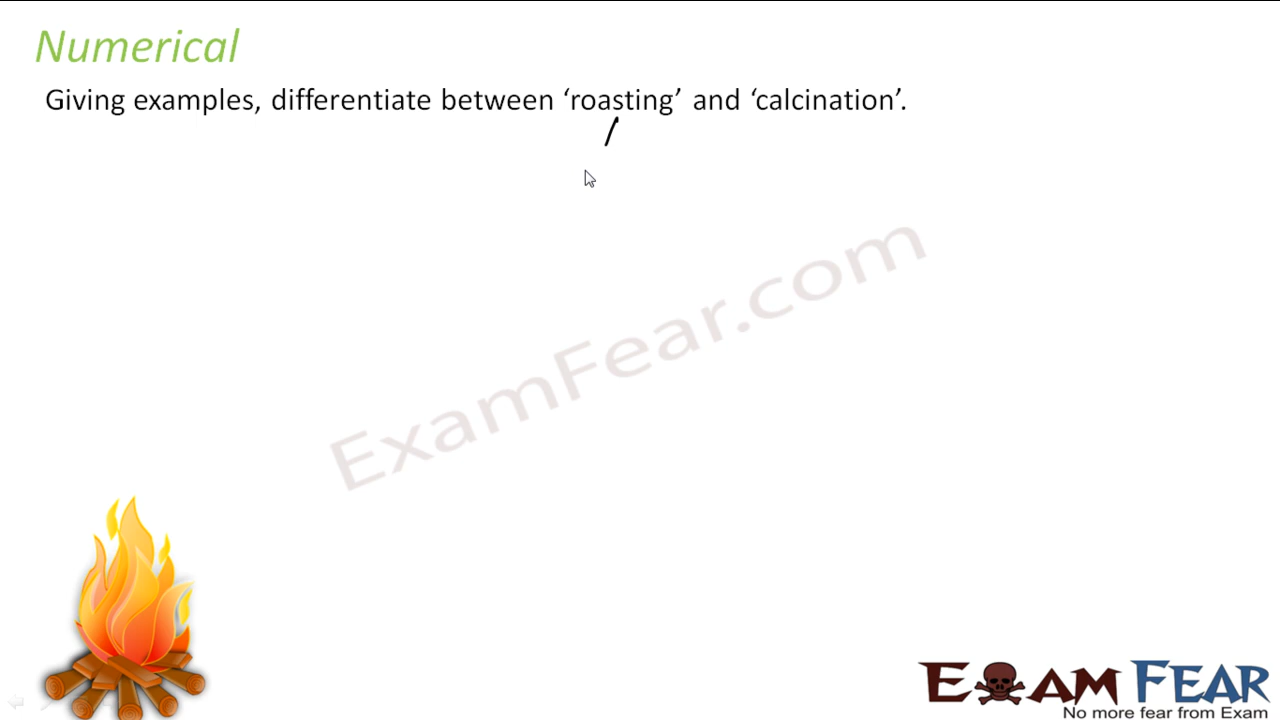 Numerical
Giving examples, differentiate between ‘roasting’ and ‘calcination’.
ExamFear.com
EXAM FEAR
No more fear from Exam